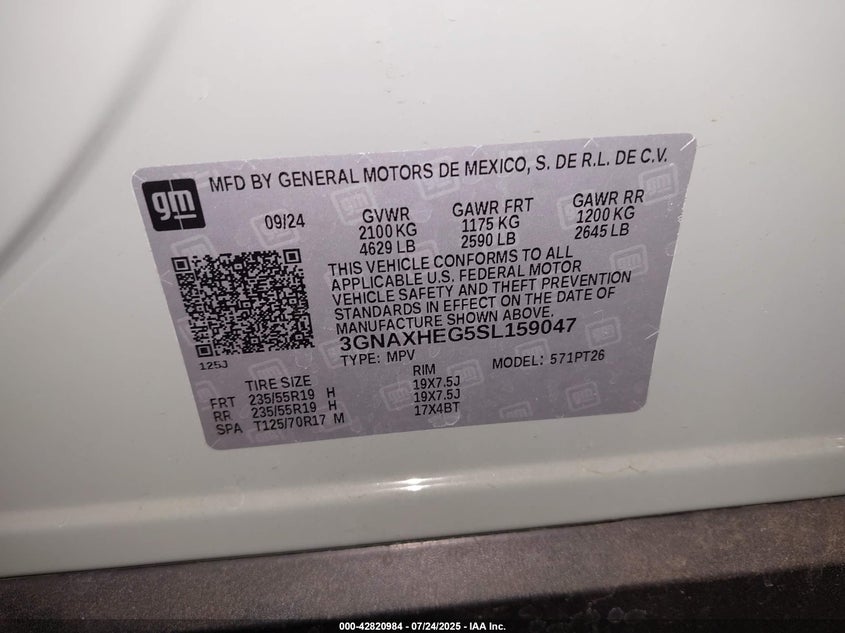 gm
MFD BY GENERAL MOTORS DE MEXICO, S. DE R.L. DE C.V.
09/24
GVWR GAWR FRT GAWR RR
2100 KG 1175 KG 1200 KG
4629 LB 2590 LB 2645 LB
THIS VEHICLE CONFORMS TO ALL
APPLICABLE U.S. FEDERAL MOTOR
VEHICLE SAFETY AND THEFT PREVENTION
STANDARDS IN EFFECT ON THE DATE OF
MANUFACTURE SHOWN ABOVE.
3GNAXHEG5SL159047
125J
TYPE: MPV MODEL: 571PT26
TIRE SIZE RIM
FRT 235/55R19 H 19X7.5J
RR 235/55R19 H 19X7.5J
SPA T125/70R17 M 17X4BT
000-42820984 / 07/24/2025 - IAA Inc.